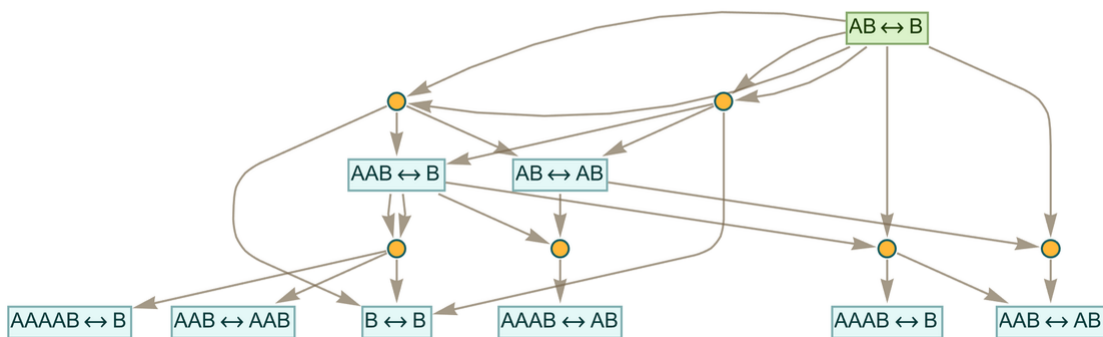 AB ↔ B
AAB ↔ B
AB ↔ AB
AAAAB ↔ B
AAB ↔ AAB
B ↔ B
AAAB ↔ AB
AAAB ↔ B
AAB ↔ AB